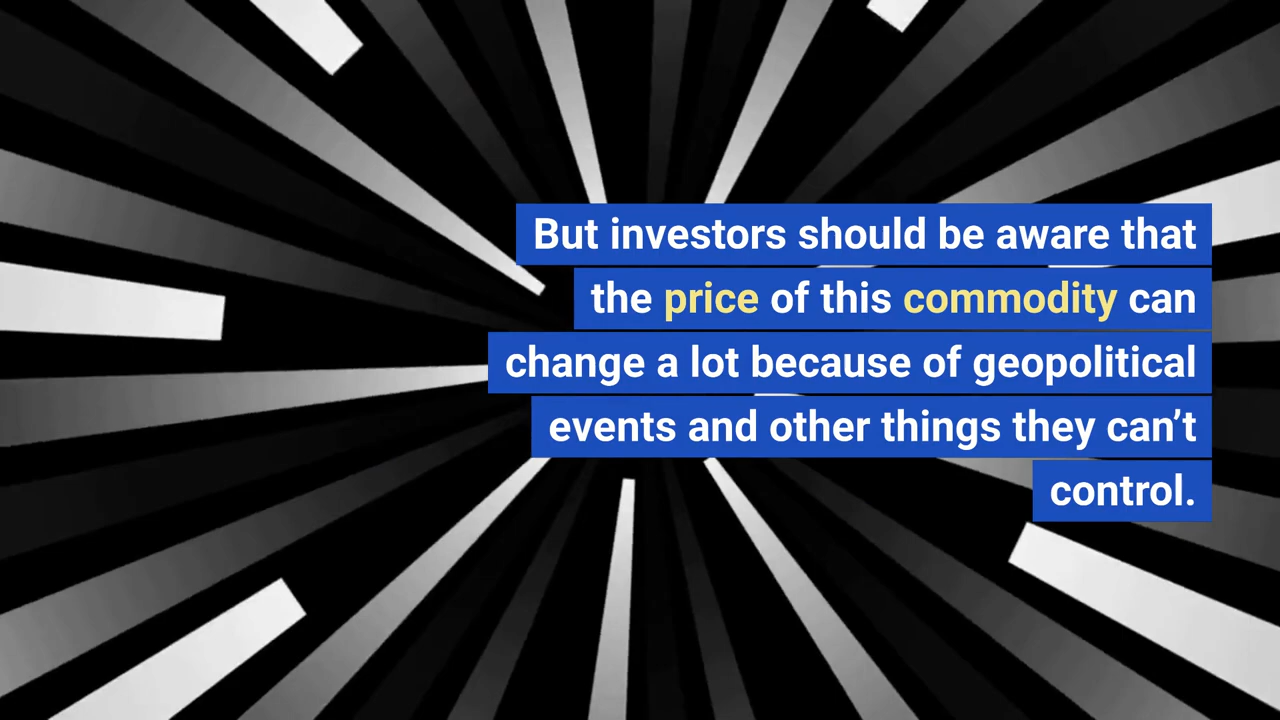 But investors should be aware that
the price of this commodity can
change a lot because of geopolitical
events and other things they can’t
control.